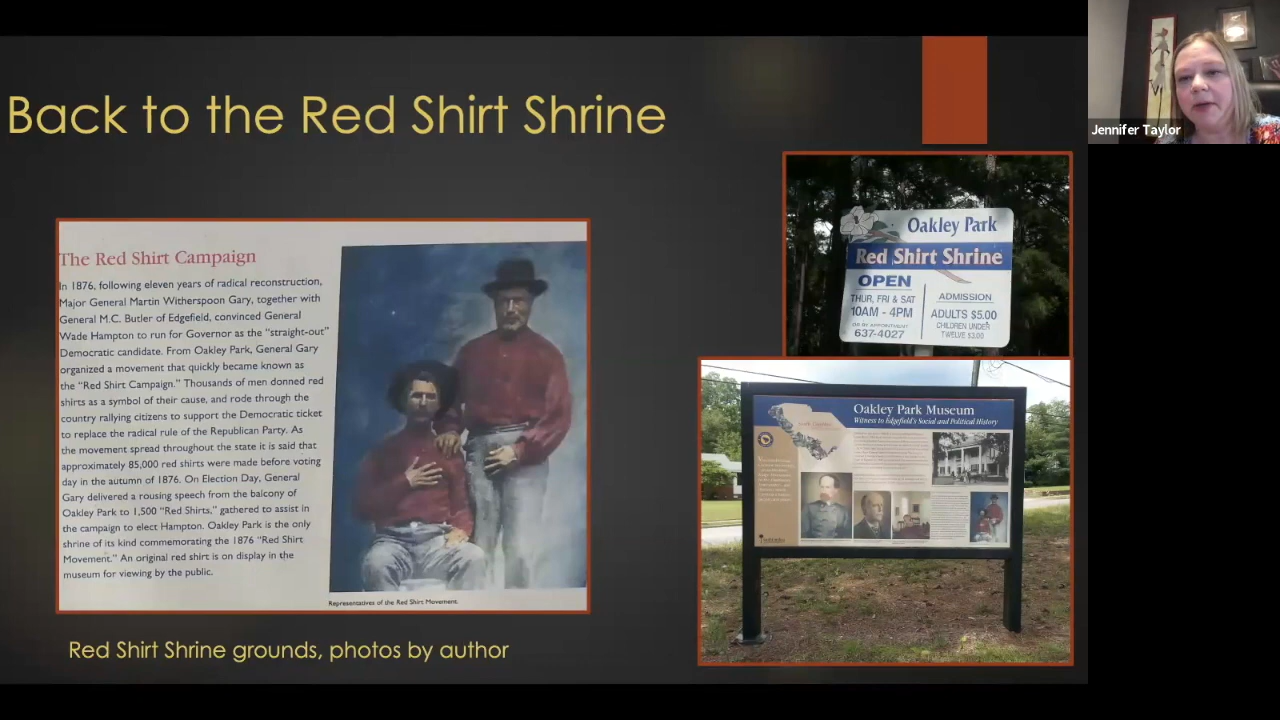 Back to the Red Shirt Shrine
Jennifer Taylor
The Red Shirt Campaign
In 1876, following eleven years of radical reconstruction,
Major General Martin Witherspoon Gary, together with
General M.C. Butler of Edgefield, convinced General
Wade Hampton to run for Governor as the "straight-out"
Democratic candidate. From Oakley Park, General Gary
organized a movement that quickly became known as
the "Red Shirt Campaign." Thousands of men donned red
shirts as a symbol of their cause, and rode through the
country rallying citizens to support the Democratic ticket
to replace the radical rule of the Republican Party. As
the movement spread throughout the state it is said that
approximately 85,000 red shirts were made before voting
day in the autumn of 1876. On Election Day, General
Gary delivered a rousing speech from the balcony of
Oakley Park to 1,500 "Red Shirts," gathered to assist in
the campaign to elect Hampton. Oakley Park is the only
shrine of its kind commemorating the 1876 "Red Shirt
Movement." An original red shirt is on display in the
museum for viewing by the public.
Representatives of the Red Shirt Movement.
Oakley Park
Red Shirt Shrine
OPEN
THUR, FRI & SAT
10AM - 4PM
OR BY APPOINTMENT
637-4027
ADMISSION
ADULTS $5.00
CHILDREN UNDER
TWELVE $3.00
Oakley Park Museum
Witness to Edgefield's Social and Political History
Red Shirt Shrine grounds, photos by author